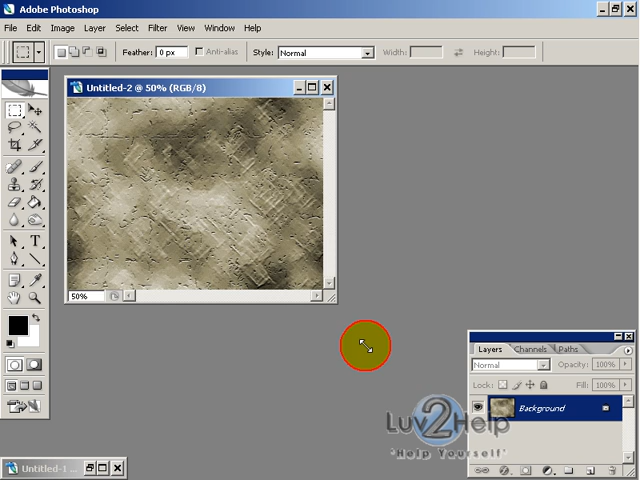 Adobe Photoshop
File Edit Image Layer Select Filter View Window Help
Feather: 0 px Anti-alias Style: Normal Width: Height:
Untitled-2 @ 50% (RGB/8)
T
50%
Layers Channels Paths
Normal Opacity: 100%
Lock: Fill: 100%
Background
Luv2Help
"Help Yourself"
Untitled-1 ...